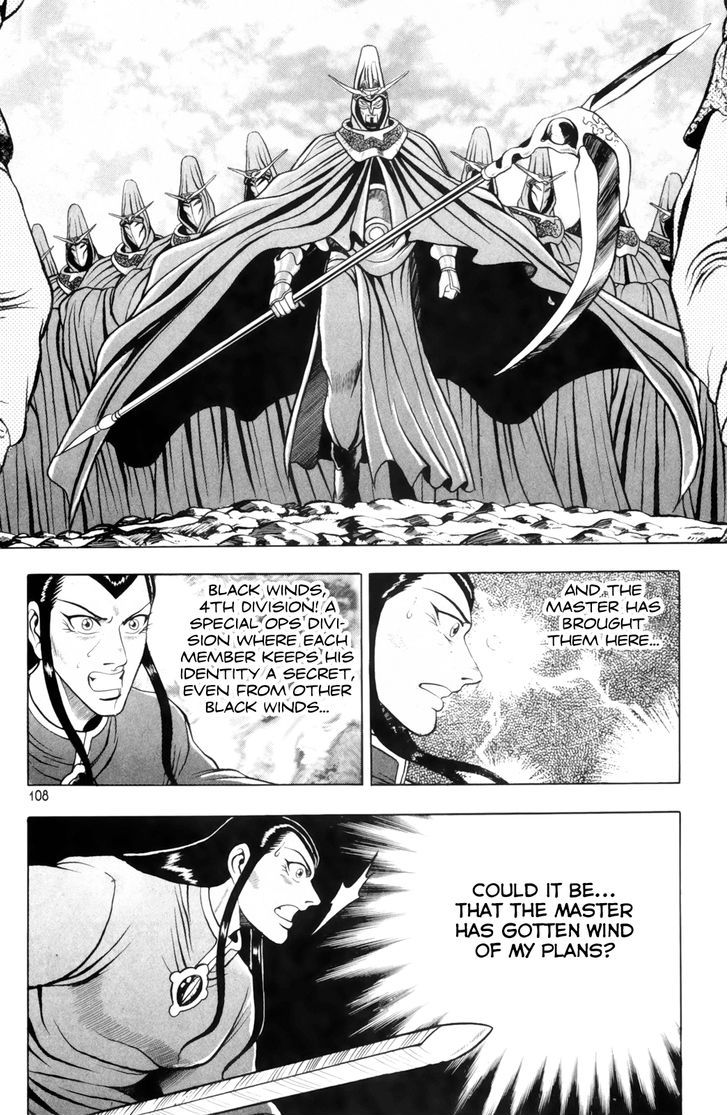 BLACK WINDS,
4TH DIVISION! A
SPECIAL OPS DIVI-
SION WHERE EACH
MEMBER KEEPS HIS
IDENTITY A SECRET,
EVEN FROM OTHER
BLACK WINDS...
AND THE
MASTER HAS
BROUGHT
THEM HERE...
108
COULD IT BE...
THAT THE MASTER
HAS GOTTEN WIND
OF MY PLANS?